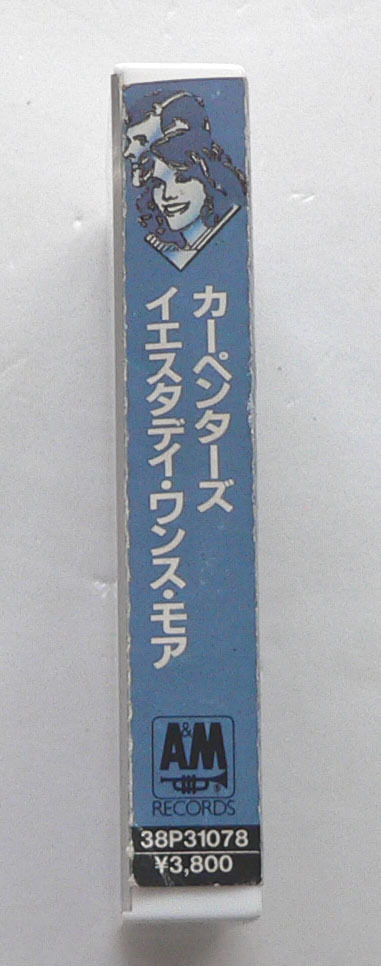 カーペンターズ
イエスタデイ・ワンス・モア
A&M
®
RECORDS
38P31078
¥3,800